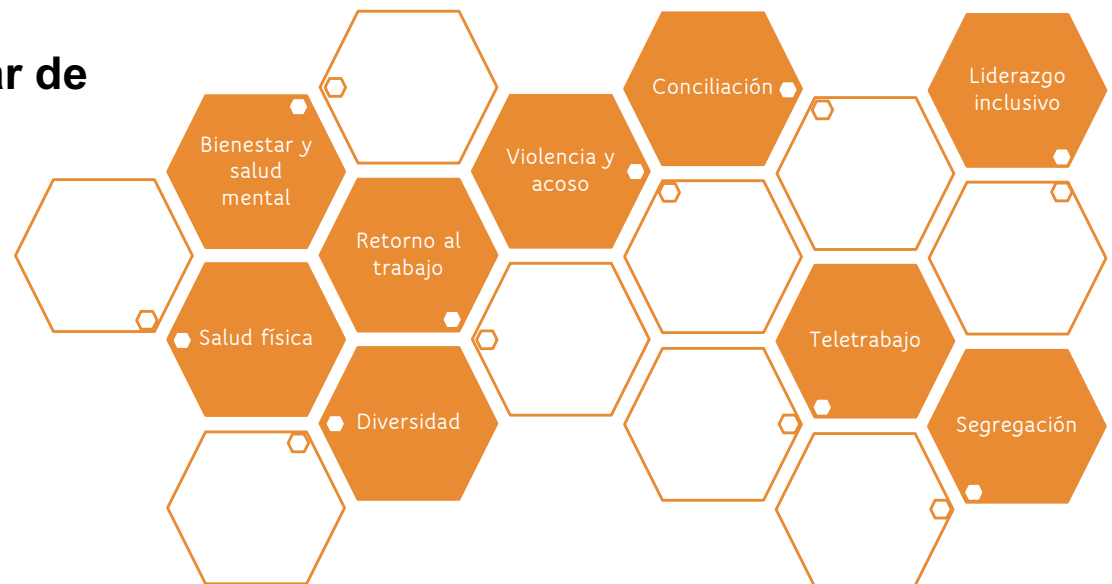 ar de
Bienestar y
salud
mental
Salud física
Retorno al
trabajo
Diversidad
Violencia y
acoso
Conciliación
Teletrabajo
Liderazgo
inclusivo
Segregación